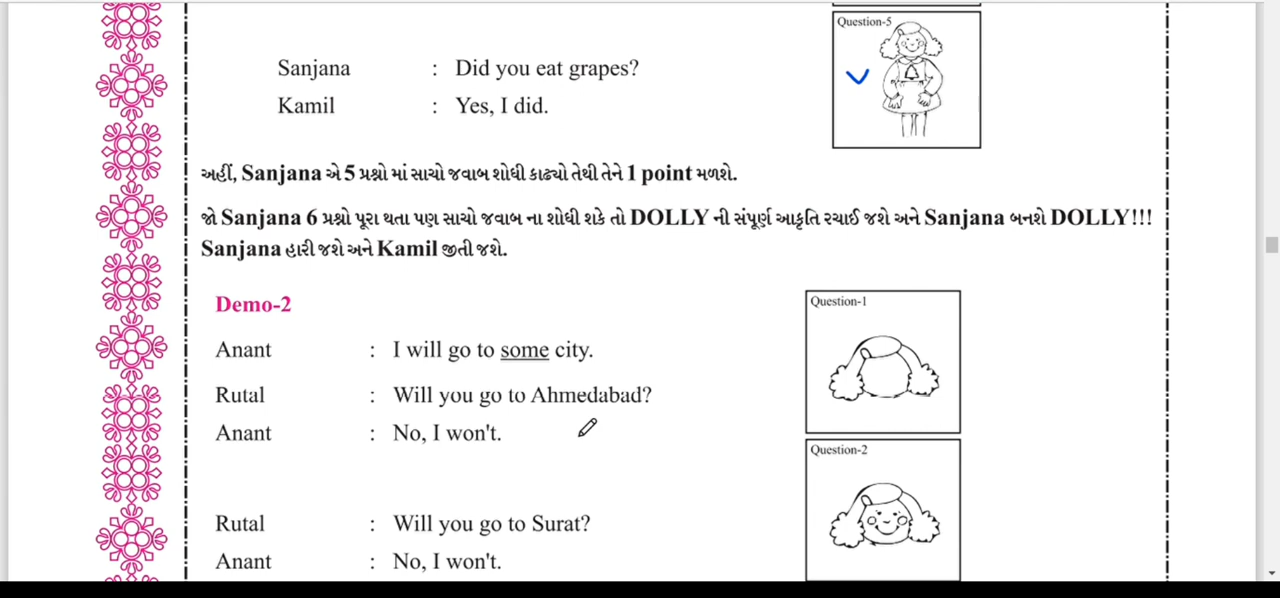 Question-5
Sanjana : Did you eat grapes?
Kamil : Yes, I did.
અહીં, Sanjana એ 5 પ્રશ્નો માં સાચો જવાબ શોધી કાઢ્યો તેથી તેને 1 point મળશે.
જો Sanjana 6 પ્રશ્નો પૂરા થતા પણ સાચો જવાબ ના શોધી શકે તો DOLLY ની સંપૂર્ણ આકૃતિ રચાઈ જશે અને Sanjana બનશે DOLLY!!!
Sanjana હારી જશે અને Kamil જીતી જશે.
Demo-2
Question-1
Anant : I will go to some city.
Rutal : Will you go to Ahmedabad?
Anant : No, I won't.
Question-2
Rutal : Will you go to Surat?
Anant : No, I won't.